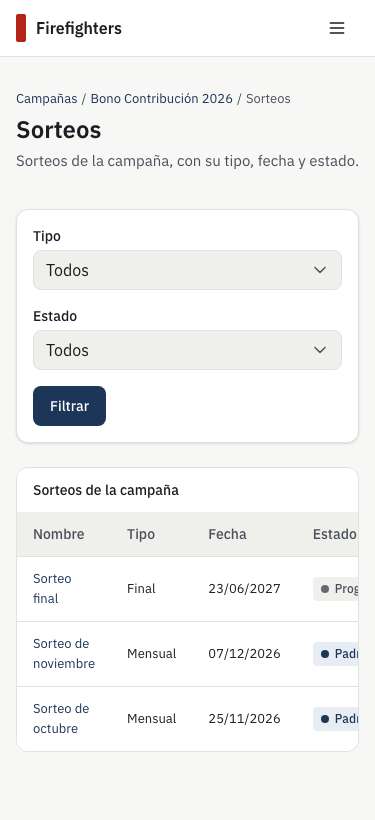 Firefighters
Campañas / Bono Contribución 2026 / Sorteos
Sorteos
Sorteos de la campaña, con su tipo, fecha y estado.
Tipo
Todos
Estado
Todos
Filtrar
Sorteos de la campaña
Nombre Tipo Fecha Estado
Sorteo
final
Final 23/06/2027
Sorteo de
noviembre
Mensual 07/12/2026
Sorteo de
octubre
Mensual 25/11/2026